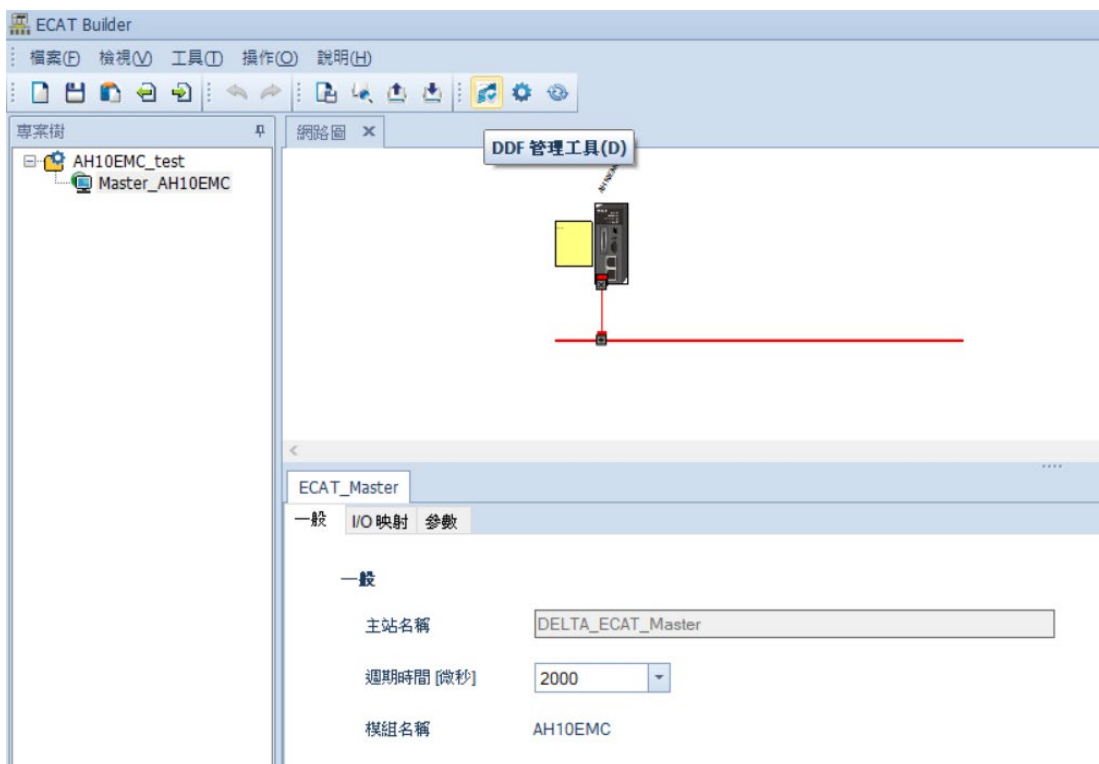 ECAT Builder
檔案(F) 檢視(V) 工具(T) 操作(O) 說明(H)
專案樹
網路圖
DDF 管理工具(D)
AH10EMC_test
Master_AH10EMC
AH10EMC
ECAT_Master
一般 I/O 映射 參數
一般
主站名稱 DELTA_ECAT_Master
週期時間 [微秒] 2000
模組名稱 AH10EMC